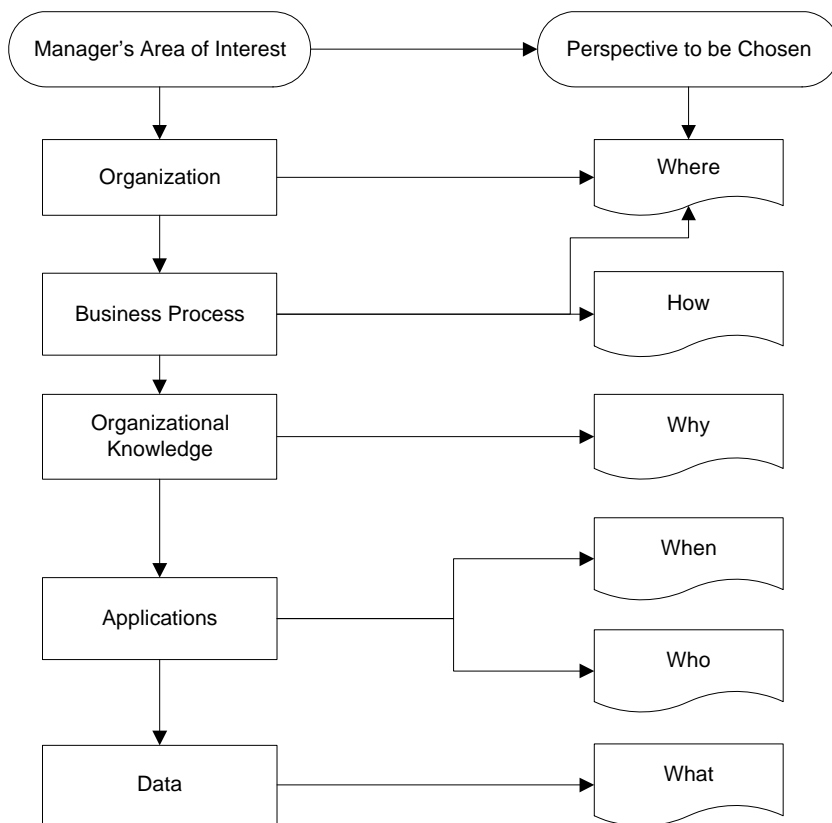 Manager’s Area of Interest
Perspective to be Chosen
Organization
Where
Business Process
How
Organizational
Knowledge
Why
When
Applications
Who
Data
What